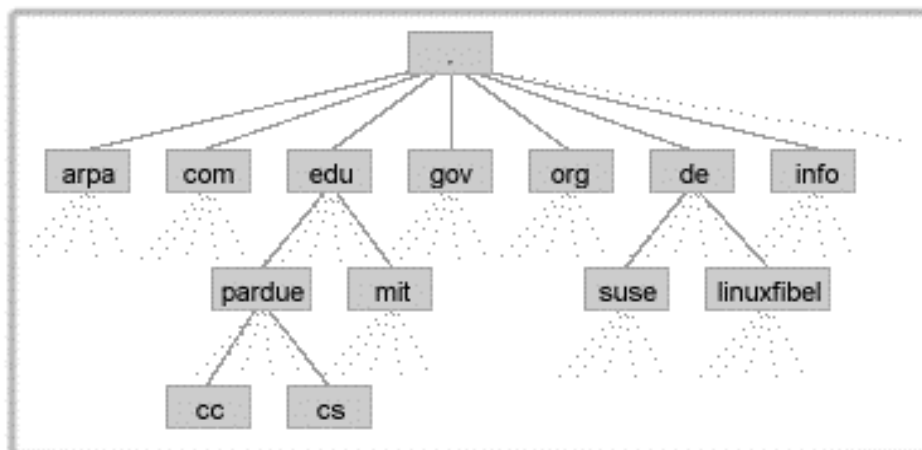 .
arpa com edu gov org de info
pardue mit suse linuxfibel
cc cs